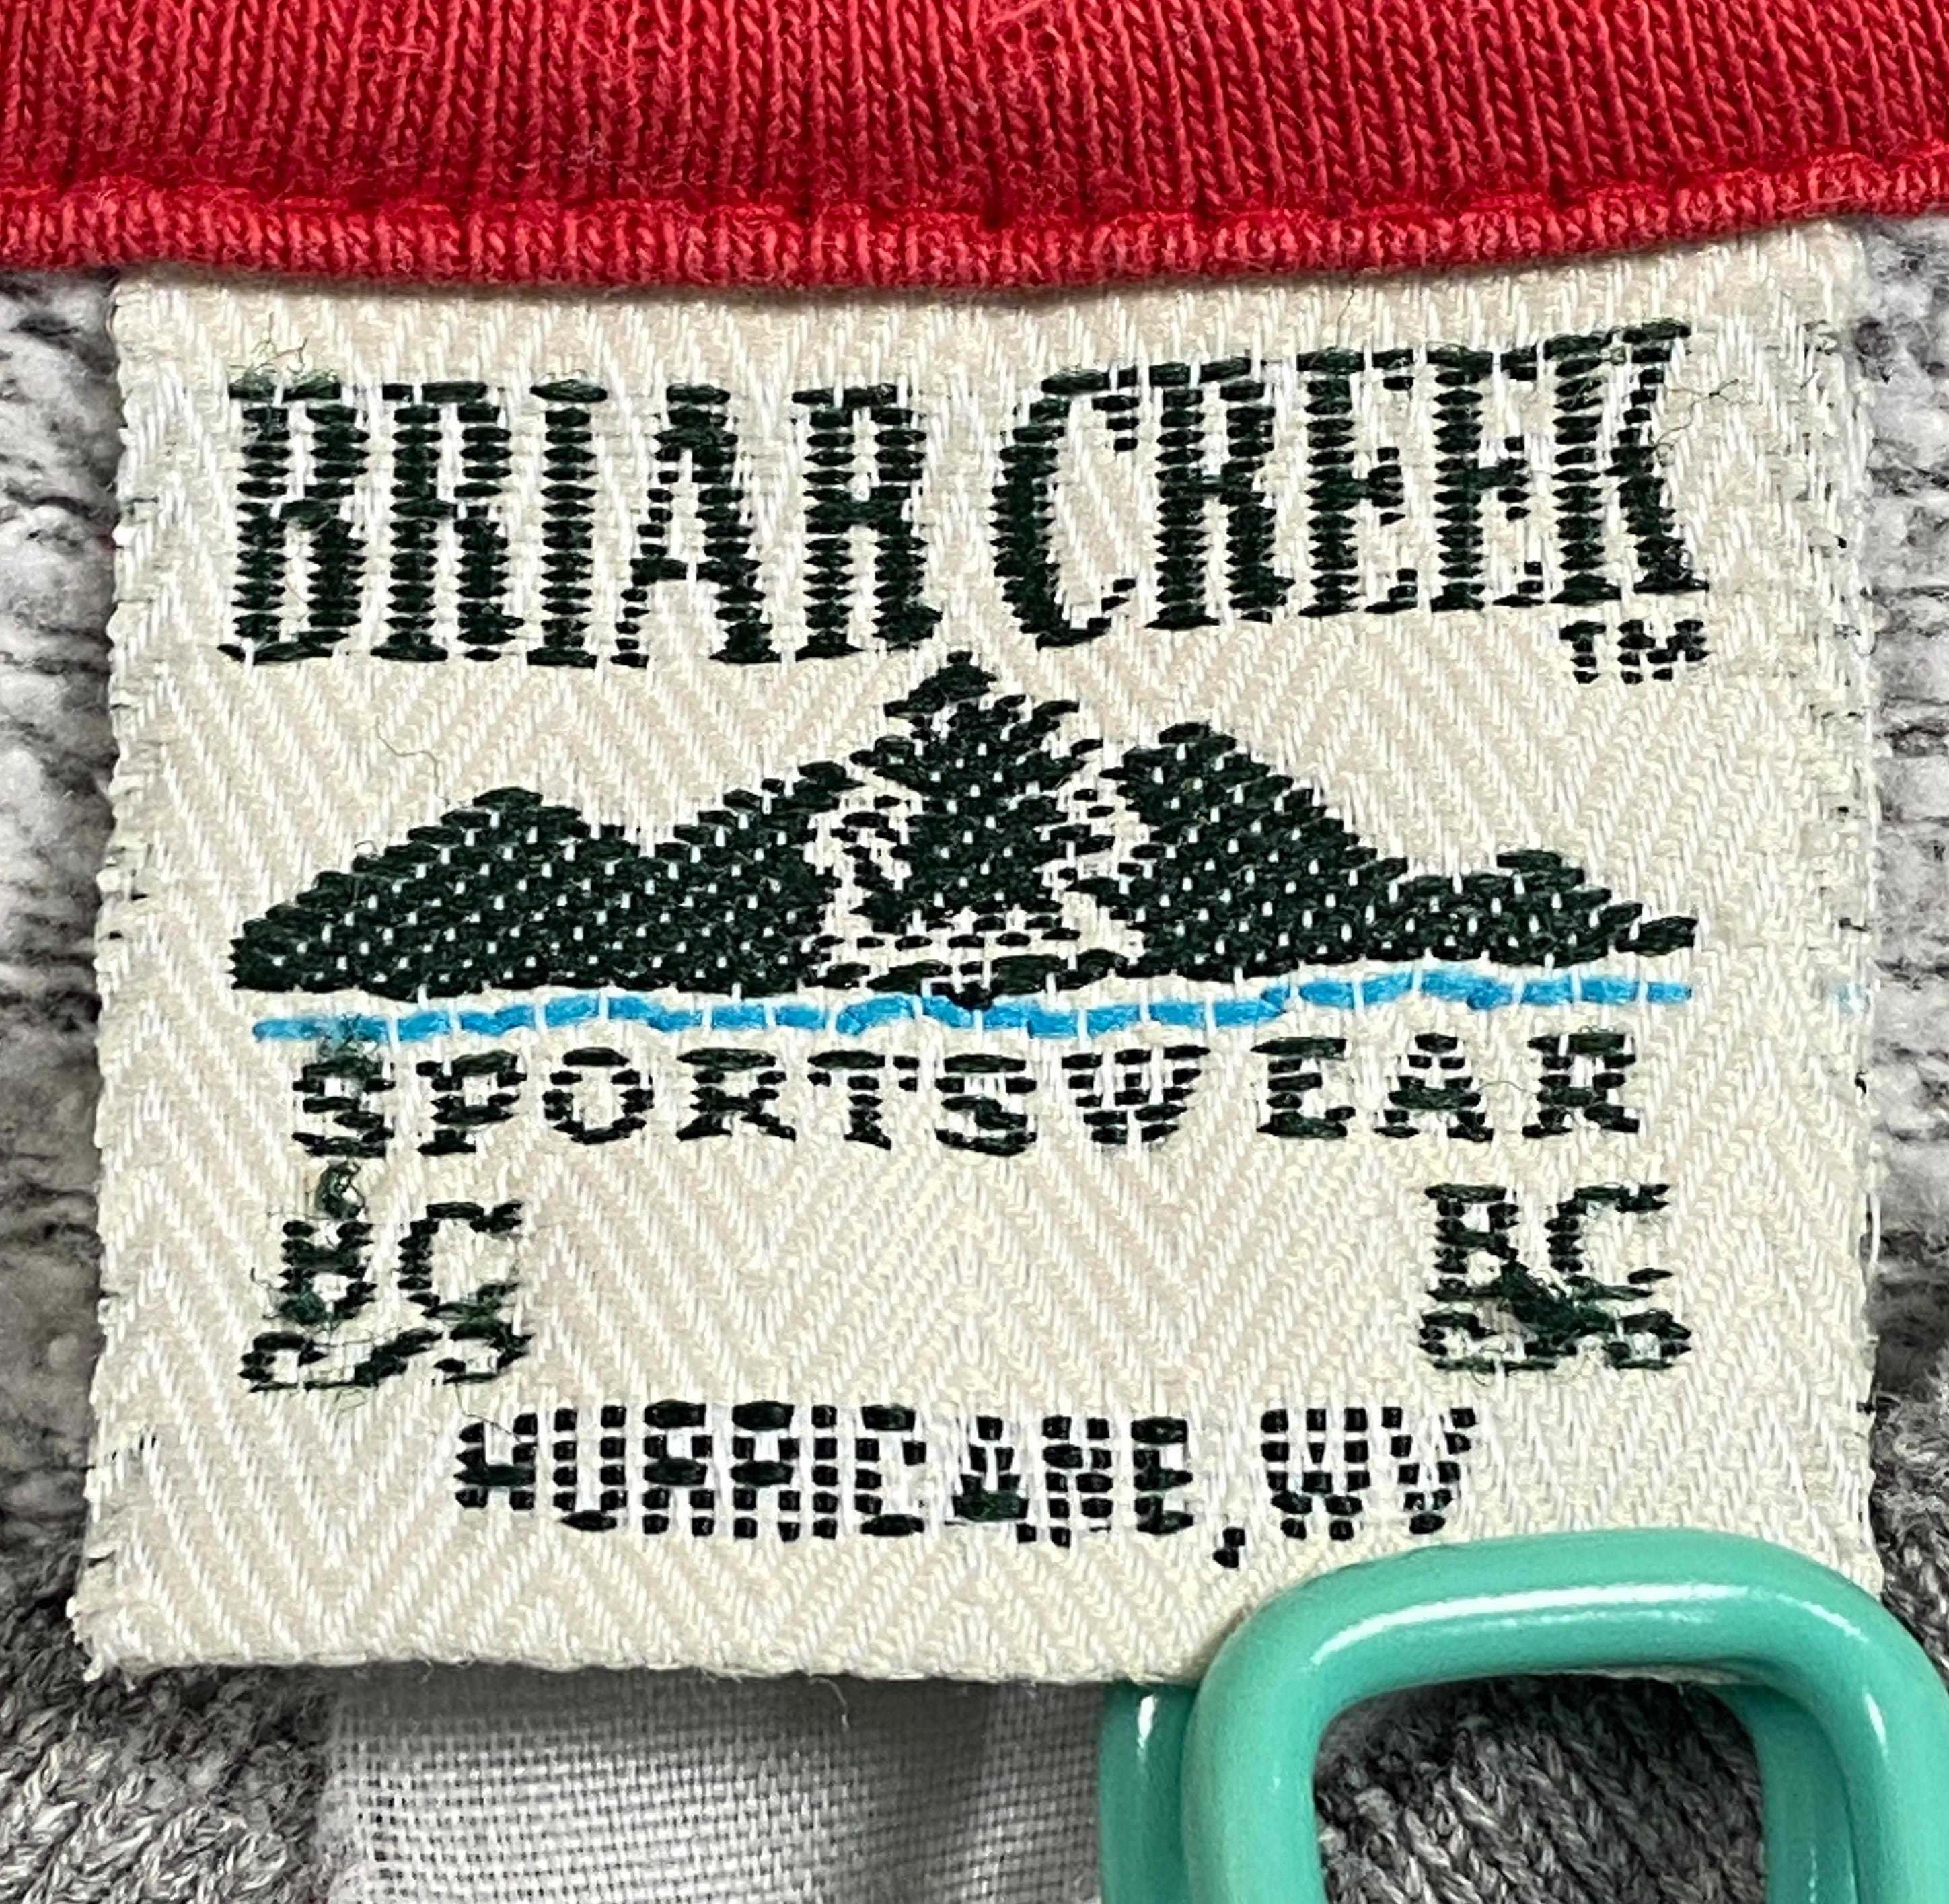 BRIAR CREEK
TM
SPORTSWEAR
BC BC
HURRICANE, WV